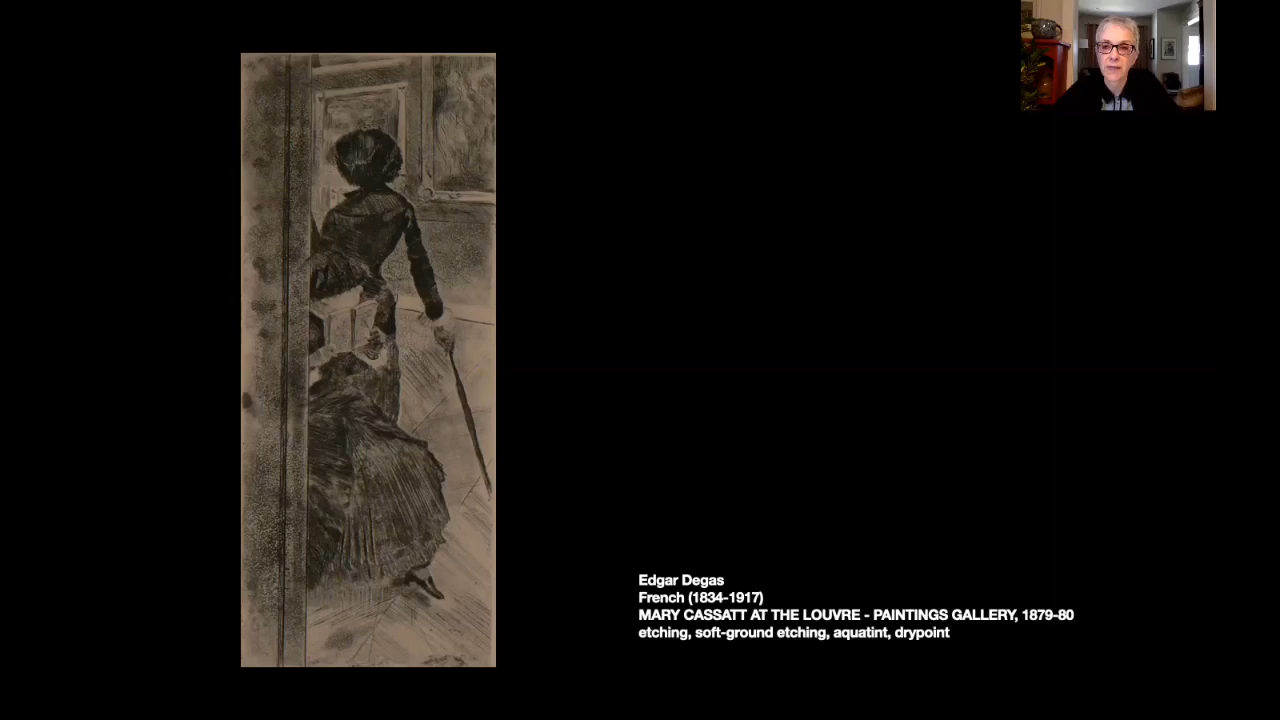 Edgar Degas
French (1834-1917)
MARY CASSATT AT THE LOUVRE - PAINTINGS GALLERY, 1879-80
etching, soft-ground etching, aquatint, drypoint